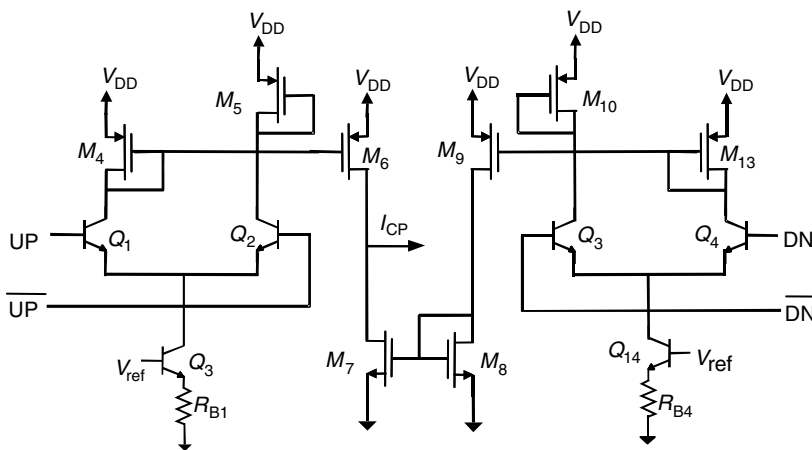 VDD
VDD
VDD
VDD
VDD
VDD
M5
M10
M4
M6
M9
M13
UP
Q1
Q2
ICP
Q3
Q4
DN
UP
DN
Vref
Q3
M7
M8
Q14
Vref
RB1
RB4